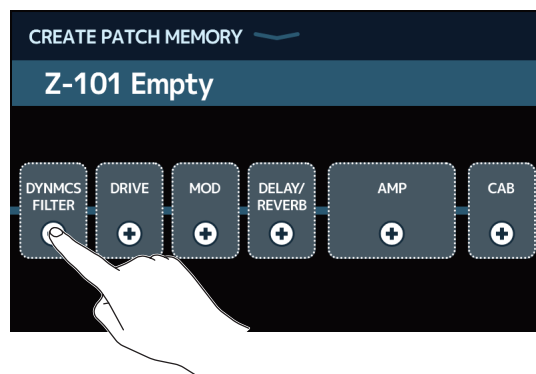 CREATE PATCH MEMORY
Z-101 Empty
DYNMCS
FILTER
DRIVE
MOD
DELAY/
REVERB
AMP
CAB